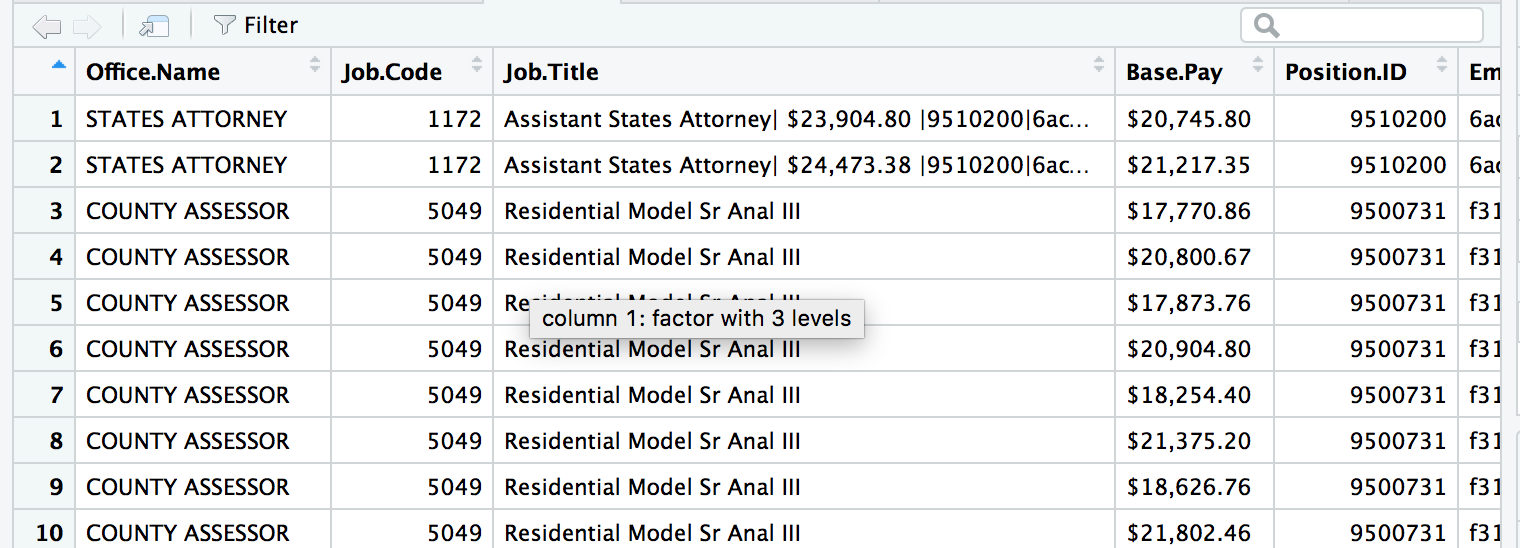 Filter
Office.Name Job.Code Job.Title Base.Pay Position.ID Em
1 STATES ATTORNEY 1172 Assistant States Attorney| $23,904.80 |9510200|6ac... $20,745.80 9510200 6ac
2 STATES ATTORNEY 1172 Assistant States Attorney| $24,473.38 |9510200|6ac... $21,217.35 9510200 6ac
3 COUNTY ASSESSOR 5049 Residential Model Sr Anal III $17,770.86 9500731 f31
4 COUNTY ASSESSOR 5049 Residential Model Sr Anal III $20,800.67 9500731 f31
5 COUNTY ASSESSOR 5049 Residential Model Sr Anal III $17,873.76 9500731 f31
column 1: factor with 3 levels
6 COUNTY ASSESSOR 5049 Residential Model Sr Anal III $20,904.80 9500731 f31
7 COUNTY ASSESSOR 5049 Residential Model Sr Anal III $18,254.40 9500731 f31
8 COUNTY ASSESSOR 5049 Residential Model Sr Anal III $21,375.20 9500731 f31
9 COUNTY ASSESSOR 5049 Residential Model Sr Anal III $18,626.76 9500731 f31
10 COUNTY ASSESSOR 5049 Residential Model Sr Anal III $21,802.46 9500731 f31